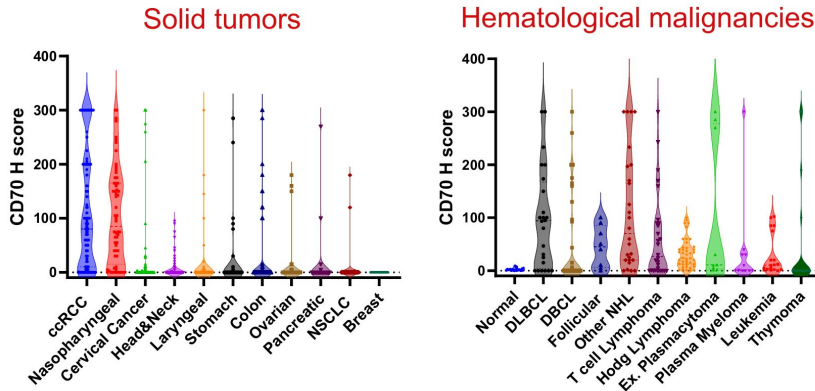 Solid tumors
CD70 H score
400
300
200
100
0
ccRCC
Nasopharyngeal
Cervical Cancer
Head&Neck
Laryngeal
Stomach
Colon
Ovarian
Pancreatic
NSCLC
Breast
Hematological malignancies
CD70 H score
400
300
200
100
0
Normal
DLBCL
DBCL
Follicular
Other NHL
T cell Lymphoma
Hodg Lymphoma
Ex. Plasmacytoma
Plasma Myeloma
Leukemia
Thymoma